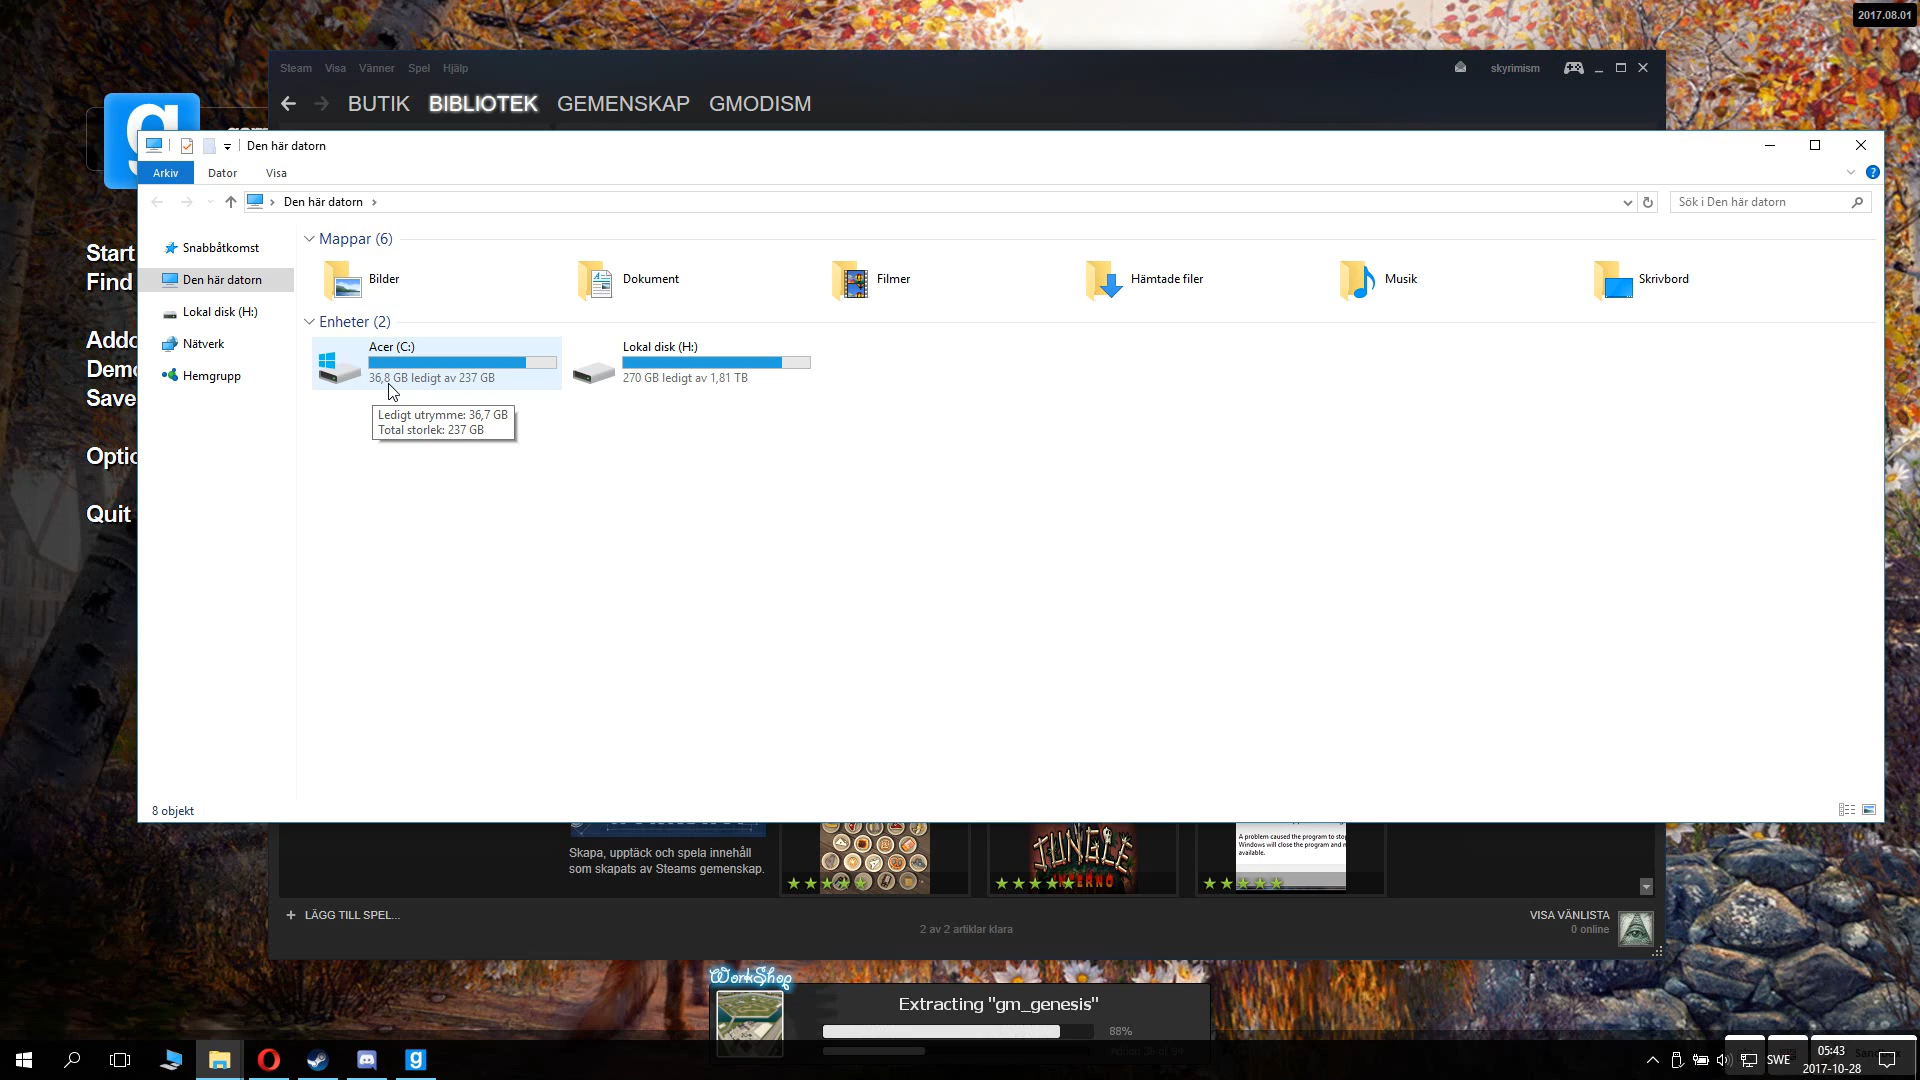 2017.08.01
Steam Visa Vänner Spel Hjälp
skyrimism
BUTIK BIBLIOTEK GEMENSKAP GMODISM
Den här datorn
Arkiv Dator Visa
Den här datorn
Sök i Den här datorn
Start
Find
Quit
Snabbåtkomst
Den här datorn
Lokal disk (H:)
Nätverk
Hemgrupp
Mappar (6)
Bilder
Dokument
Filmer
Hämtade filer
Musik
Skrivbord
Enheter (2)
Acer (C:)
36,8 GB ledigt av 237 GB
Lokal disk (H:)
270 GB ledigt av 1,81 TB
Ledigt utrymme: 36,7 GB
Total storlek: 237 GB
8 objekt
Skapa, upptäck och spela innehåll
som skapats av Steams gemenskap.
JUNGLE
INFERNO
A problem caused the program to
Windows will close the program and
available.
+ LÄGG TILL SPEL...
2 av 2 artiklar klara
VISA VÄNLISTA
0 online
WorkShop
Extracting "gm_genesis"
88%
SWE
05:43
2017-10-28